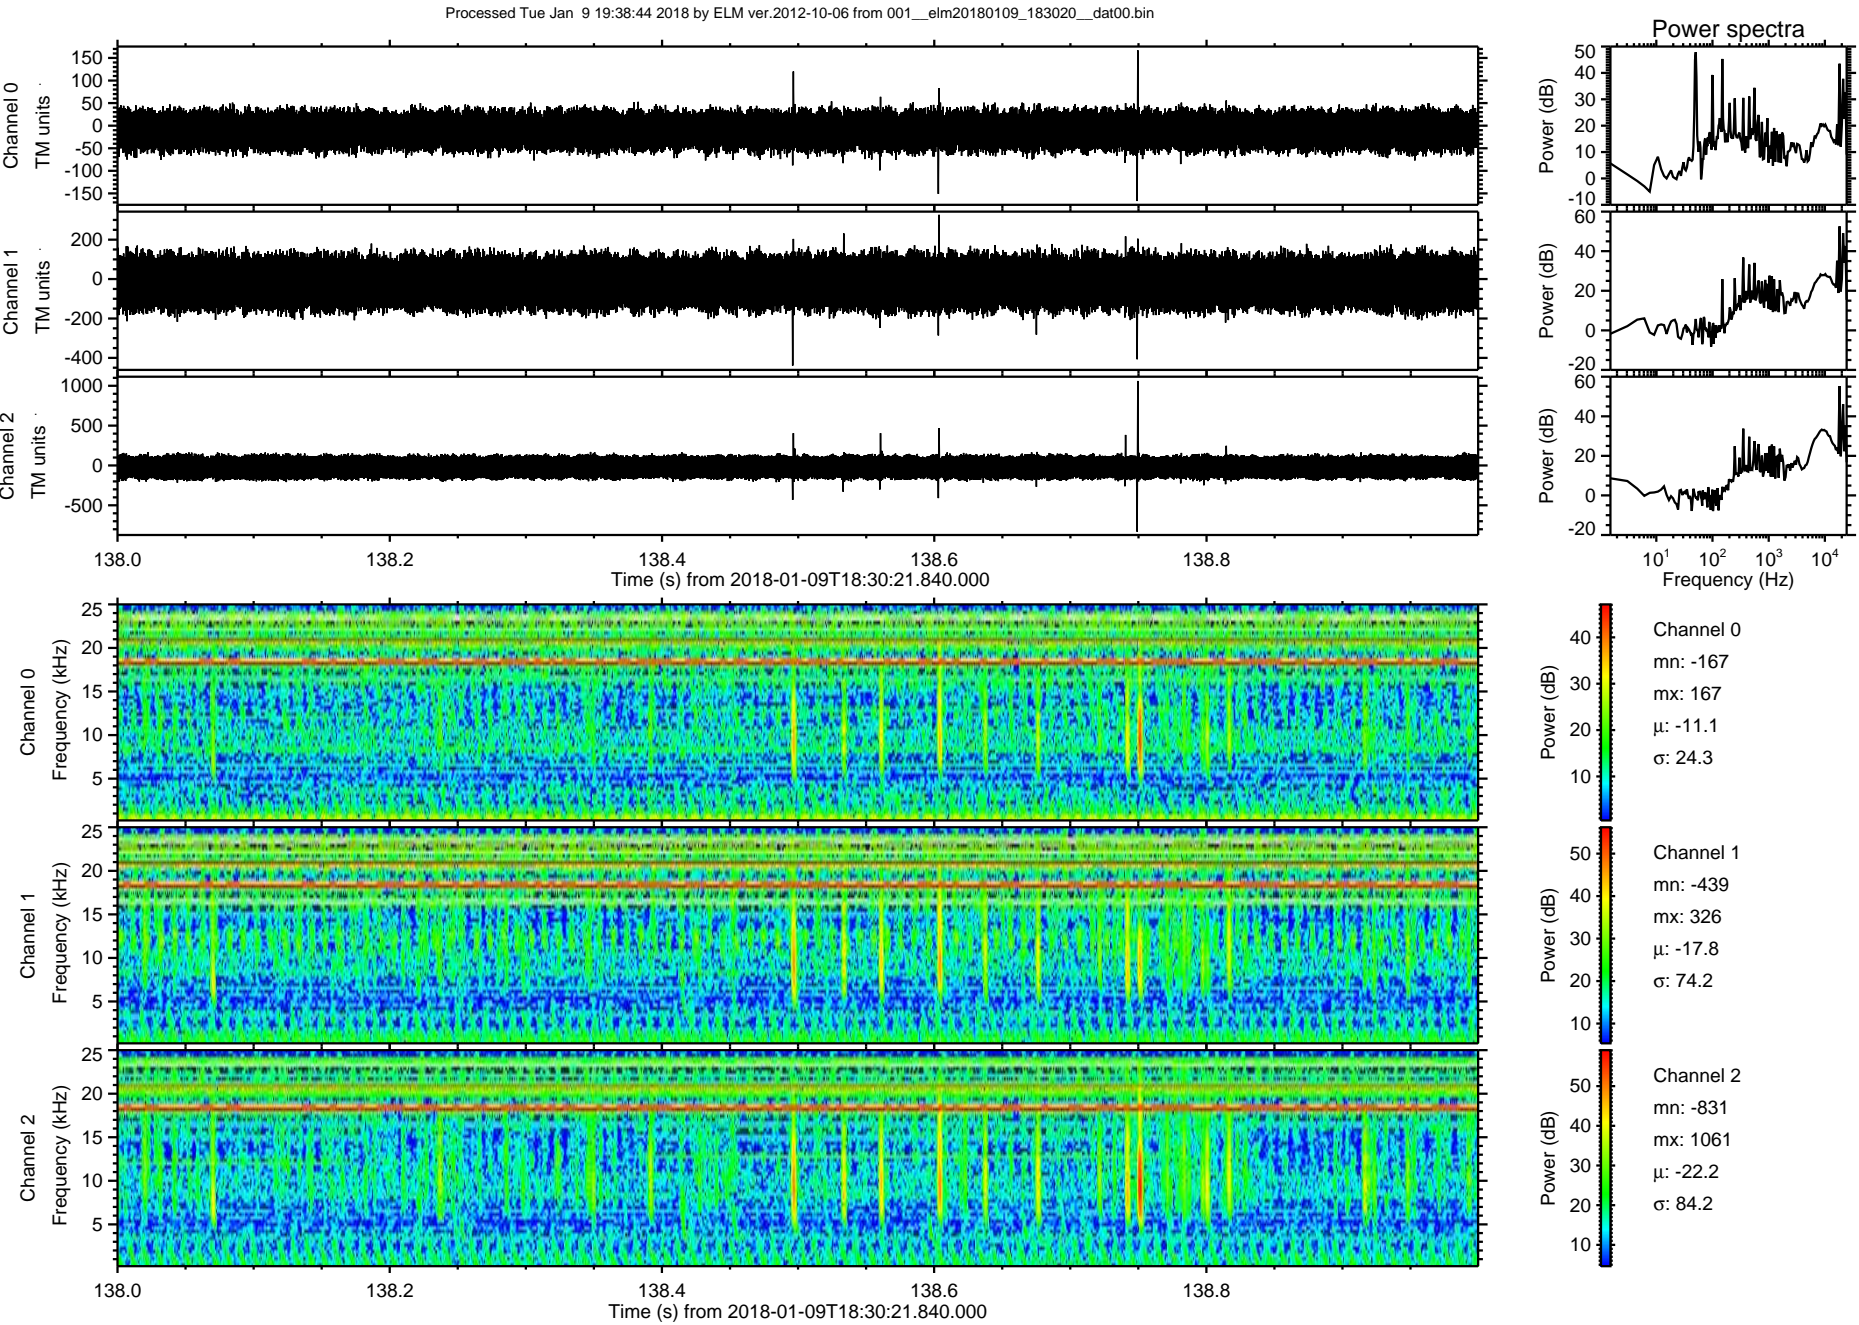 Processed Tue Jan  9 19:38:44 2018 by ELM ver.2012-10-06 from 001__elm20180109_183020__dat00.bin
Power spectra
Channel 0
TM units
150
100
50
0
-50
-100
-150
Power (dB)
50
40
30
20
10
0
-10
Channel 1
TM units
200
0
-200
-400
Power (dB)
60
40
20
0
-20
Channel 2
TM units
1000
500
0
-500
Power (dB)
60
40
20
0
-20
138.0 138.2 138.4 138.6 138.8
Time (s) from 2018-01-09T18:30:21.840.000
10^1 10^2 10^3 10^4
Frequency (Hz)
Channel 0
Frequency (kHz)
25
20
15
10
5
Power (dB)
40
30
20
10
Channel 0
mn: -167
mx: 167
μ: -11.1
σ: 24.3
Channel 1
Frequency (kHz)
25
20
15
10
5
Power (dB)
50
40
30
20
10
Channel 1
mn: -439
mx: 326
μ: -17.8
σ: 74.2
Channel 2
Frequency (kHz)
25
20
15
10
5
Power (dB)
50
40
30
20
10
Channel 2
mn: -831
mx: 1061
μ: -22.2
σ: 84.2
138.0 138.2 138.4 138.6 138.8
Time (s) from 2018-01-09T18:30:21.840.000